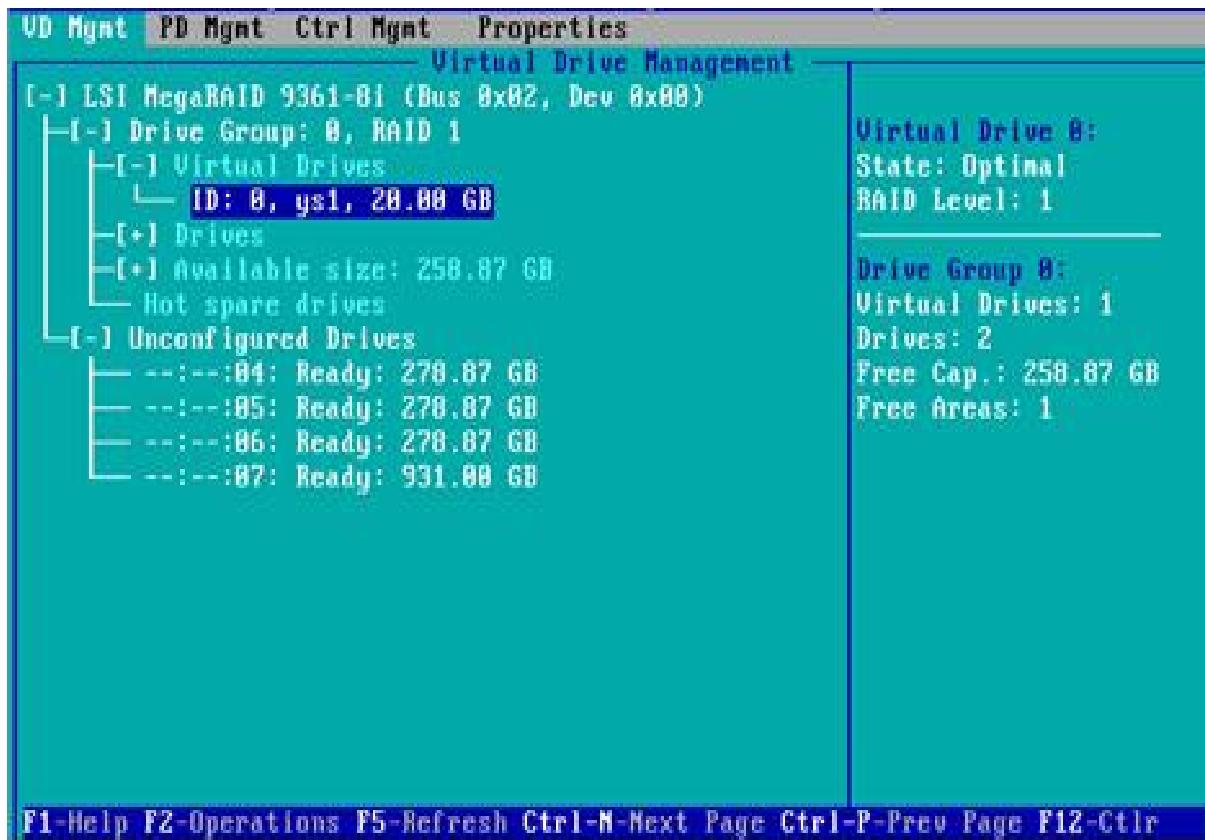 VD Mgmt PD Mgmt Ctrl Mgmt Properties
Virtual Drive Management
[-] LSI MegaRAID 9361-8i (Bus 0x02, Dev 0x00)
[-] Drive Group: 0, RAID 1
[-] Virtual Drives
ID: 0, ys1, 20.00 GB
[+] Drives
[+] Available size: 258.87 GB
Hot spare drives
[-] Unconfigured Drives
--:--:04: Ready: 278.87 GB
--:--:05: Ready: 278.87 GB
--:--:06: Ready: 278.87 GB
--:--:07: Ready: 931.00 GB
Virtual Drive 0:
State: Optimal
RAID Level: 1
Drive Group 0:
Virtual Drives: 1
Drives: 2
Free Cap.: 258.87 GB
Free Areas: 1
F1-Help F2-Operations F5-Refresh Ctrl-N-Next Page Ctrl-P-Prev Page F12-Ctlr